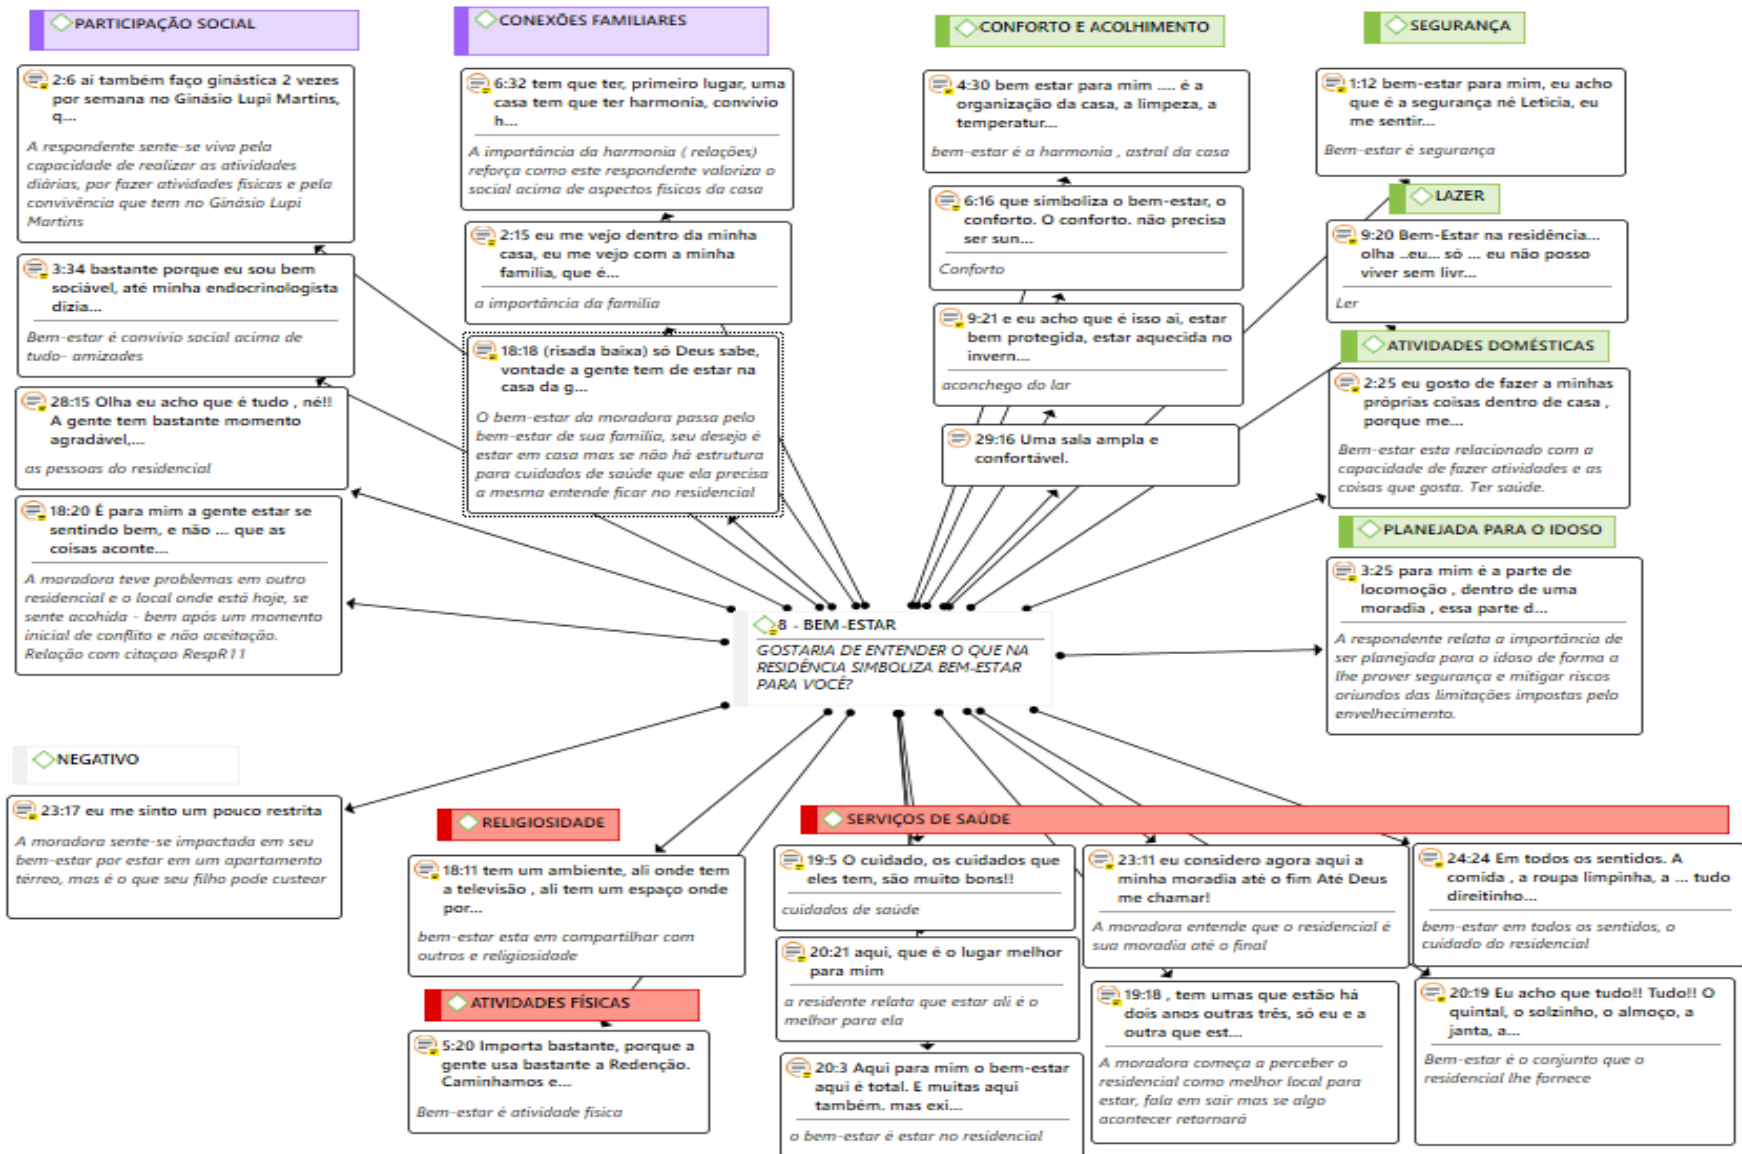 PARTICIPAÇÃO SOCIAL
2:6 aí também faço ginástica 2 vezes
por semana no Ginásio Lupi Martins,
q...
A respondente sente-se viva pela
capacidade de realizar as atividades
diárias, por fazer atividades físicas e pela
convivência que tem no Ginásio Lupi
Martins
3:34 bastante porque eu sou bem
sociável, até minha endocrinologista
dizia...
Bem-estar é convívio social acima de
tudo- amizades
28:15 Olha eu acho que é tudo , né!!
A gente tem bastante momento
agradável,...
as pessoas do residencial
18:20 É para mim a gente estar se
sentindo bem, e não ... que as
coisas aconte...
A moradora teve problemas em outro
residencial e o local onde está hoje, se
sente acohida - bem após um momento
inicial de conflito e não aceitação.
Relação com citaçao RespR11
CONEXÕES FAMILIARES
6:32 tem que ter, primeiro lugar, uma
casa tem que ter harmonia, convívio
h...
A importância da harmonia ( relações)
reforça como este respondente valoriza o
social acima de aspectos físicos da casa
2:15 eu me vejo dentro da minha
casa, eu me vejo com a minha
família, que é...
a importância da família
18:18 (risada baixa) só Deus sabe,
vontade a gente tem de estar na
casa da g...
O bem-estar da moradora passa pelo
bem-estar de sua família, seu desejo é
estar em casa mas se não há estrutura
para cuidados de saúde que ela precisa
a mesma entende ficar no residencial
CONFORTO E ACOLHIMENTO
4:30 bem estar para mim .... é a
organização da casa, a limpeza, a
temperatur...
bem-estar é a harmonia , astral da casa
6:16 que simboliza o bem-estar, o
conforto. O conforto. não precisa
ser sun...
Conforto
9:21 e eu acho que é isso aí, estar
bem protegida, estar aquecida no
invern...
aconchego do lar
29:16 Uma sala ampla e
confortável.
SEGURANÇA
1:12 bem-estar para mim, eu acho
que é a segurança né Leticia, eu
me sentir...
Bem-estar é segurança
LAZER
9:20 Bem-Estar na residência...
olha ..eu... só ... eu não posso
viver sem livr...
Ler
ATIVIDADES DOMÉSTICAS
2:25 eu gosto de fazer a minhas
próprias coisas dentro de casa ,
porque me...
Bem-estar esta relacionado com a
capacidade de fazer atividades e as
coisas que gosta. Ter saúde.
PLANEJADA PARA O IDOSO
3:25 para mim é a parte de
locomoção , dentro de uma
moradia , essa parte d...
A respondente relata a importância de
ser planejada para o idoso de forma a
lhe prover segurança e mitigar riscos
oriundos das limitações impostas pelo
envelhecimento.
8 - BEM-ESTAR
GOSTARIA DE ENTENDER O QUE NA
RESIDÊNCIA SIMBOLIZA BEM-ESTAR
PARA VOCÊ?
NEGATIVO
23:17 eu me sinto um pouco restrita
A moradora sente-se impactada em seu
bem-estar por estar em um apartamento
térreo, mas é o que seu filho pode custear
RELIGIOSIDADE
18:11 tem um ambiente, ali onde tem
a televisão , ali tem um espaço onde
por...
bem-estar esta em compartilhar com
outros e religiosidade
ATIVIDADES FÍSICAS
5:20 Importa bastante, porque a
gente usa bastante a Redenção.
Caminhamos e...
Bem-estar é atividade física
SERVIÇOS DE SAÚDE
19:5 O cuidado, os cuidados que
eles tem, são muito bons!!
cuidados de saúde
20:21 aqui, que é o lugar melhor
para mim
a residente relata que estar ali é o
melhor para ela
20:3 Aqui para mim o bem-estar
aqui é total. E muitas aqui
também. mas exi...
o bem-estar é estar no residencial
23:11 eu considero agora aqui a
minha moradia até o fim Até Deus
me chamar!
A moradora entende que o residencial é
sua moradia até o final
19:18 , tem umas que estão há
dois anos outras três, só eu e a
outra que est...
A moradora começa a perceber o
residencial como melhor local para
estar, fala em sair mas se algo
acontecer retornará
24:24 Em todos os sentidos. A
comida , a roupa limpinha, a ... tudo
direitinho...
bem-estar em todos os sentidos, o
cuidado do residencial
20:19 Eu acho que tudo!! Tudo!! O
quintal, o solzinho, o almoço, a
janta, a...
Bem-estar é o conjunto que o
residencial lhe fornece